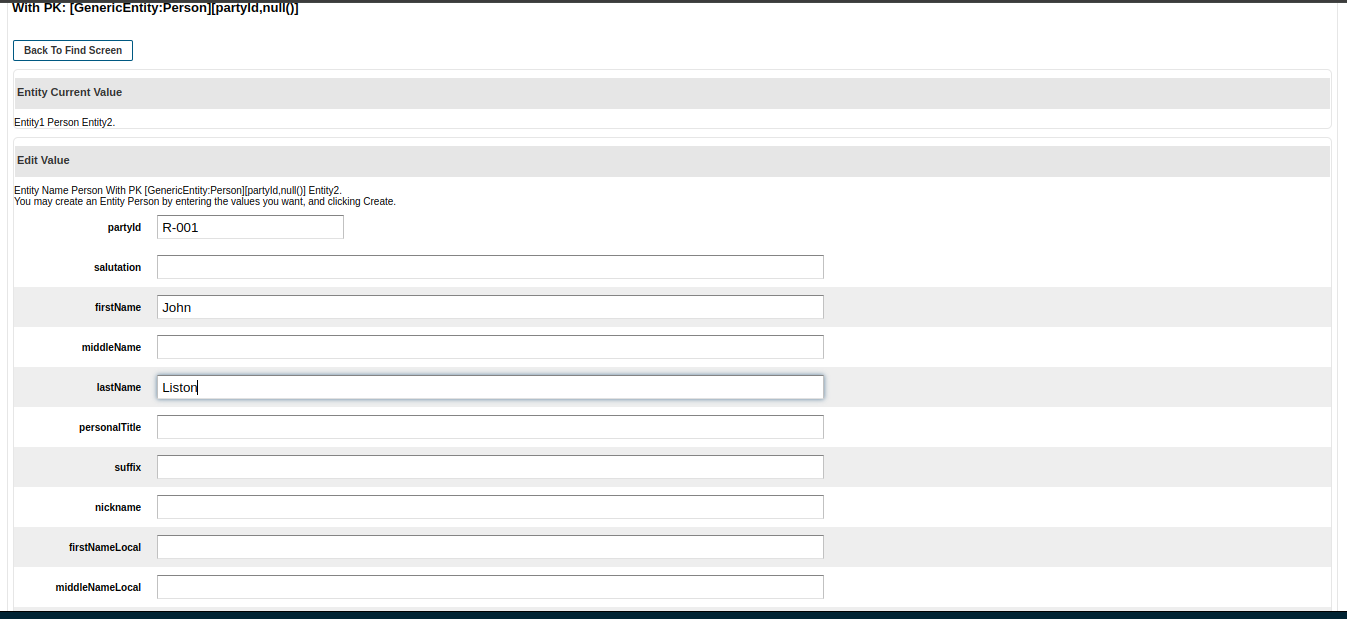 With PK: [GenericEntity:Person][partyId,null()]
Back To Find Screen
Entity Current Value
Entity1 Person Entity2.
Edit Value
Entity Name Person With PK [GenericEntity:Person][partyId,null()] Entity2.
You may create an Entity Person by entering the values you want, and clicking Create.
partyId R-001
salutation
firstName John
middleName
lastName Liston
personalTitle
suffix
nickname
firstNameLocal
middleNameLocal